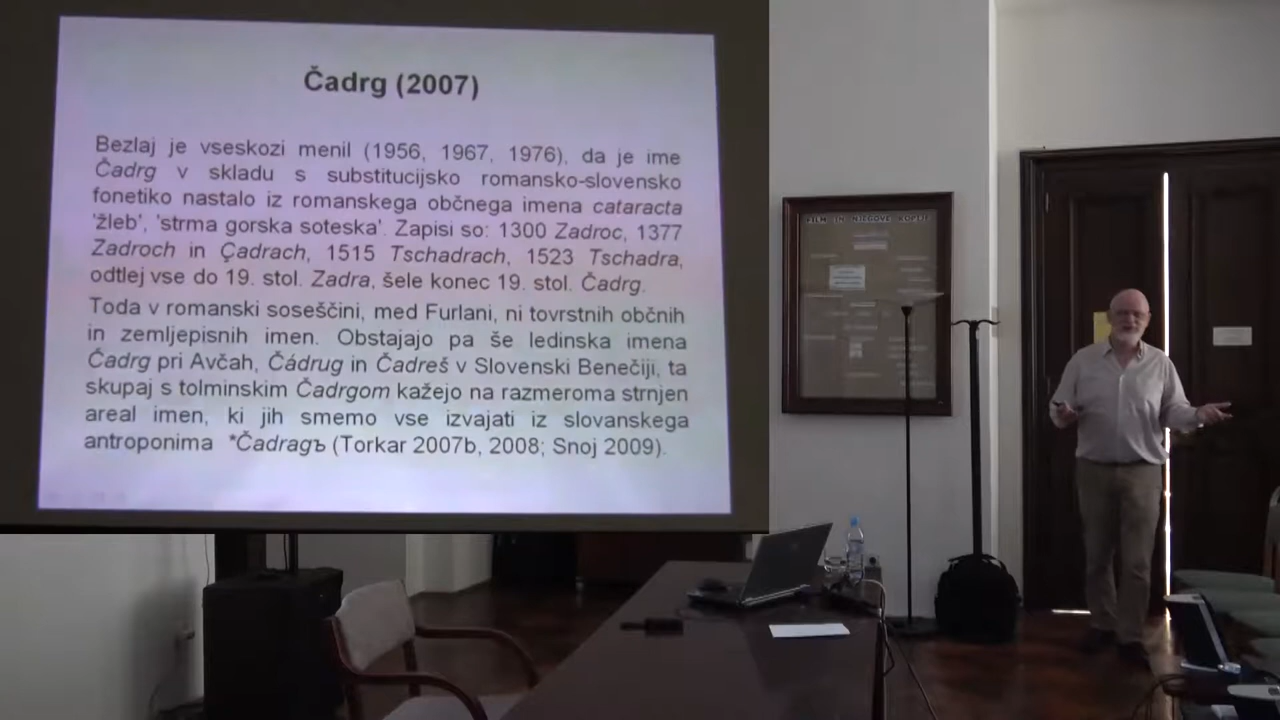 Čadrg (2007)
Bezlaj je vseskozi menil (1956, 1967, 1976), da je ime
Čadrg v skladu s substitucijsko romansko-slovensko
fonetiko nastalo iz romanskega občnega imena cataracta
'žleb', 'strma gorska soteska'. Zapisi so: 1300 Zadroc, 1377
Zadroch in Çadrach, 1515 Tschadrach, 1523 Tschadra,
odtlej vse do 19. stol. Zadra, šele konec 19. stol. Čadrg.
Toda v romanski soseščini, med Furlani, ni tovrstnih občnih
in zemljepisnih imen. Obstajajo pa še ledinska imena
Čadrg pri Avčah, Čádrug in Čadreš v Slovenski Benečiji, ta
skupaj s tolminskim Čadrgom kažejo na razmeroma strnjen
areal imen, ki jih smemo vse izvajati iz slovanskega
antroponima *Čadragъ (Torkar 2007b, 2008; Snoj 2009).
FILM IN NJEGOVE KOPIJE